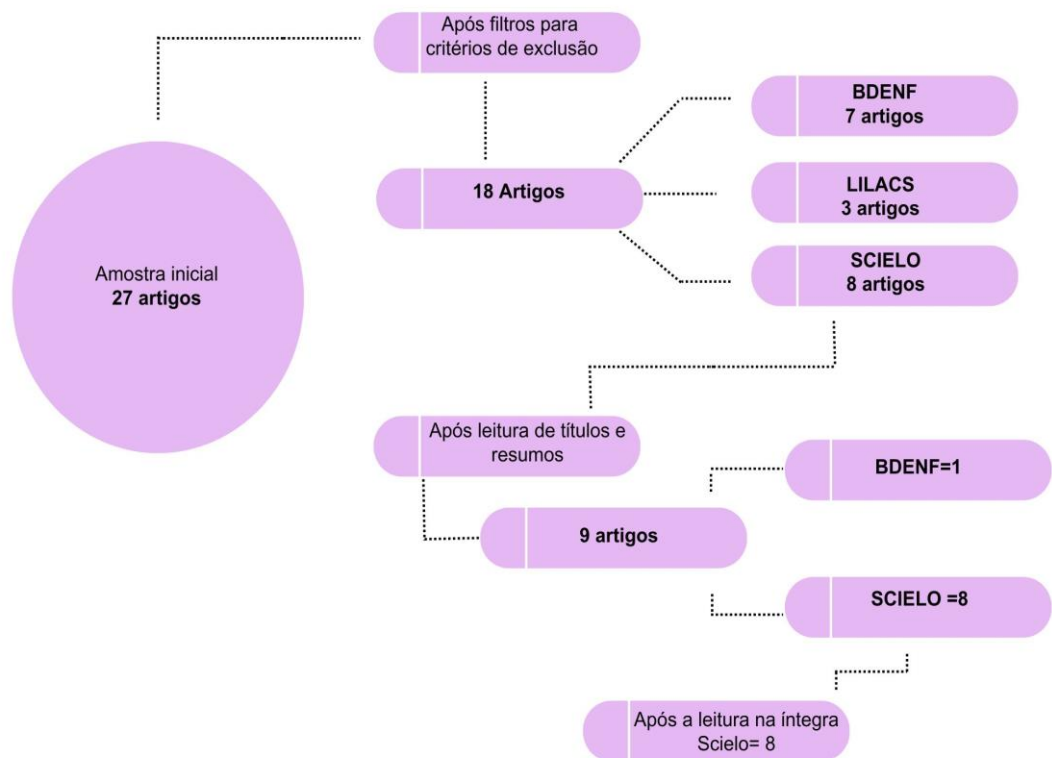 Após filtros para
critérios de exclusão
BDENF
7 artigos
18 Artigos
LILACS
3 artigos
SCIELO
8 artigos
Amostra inicial
27 artigos
Após leitura de títulos e
resumos
BDENF=1
9 artigos
SCIELO =8
Após a leitura na íntegra
Scielo= 8